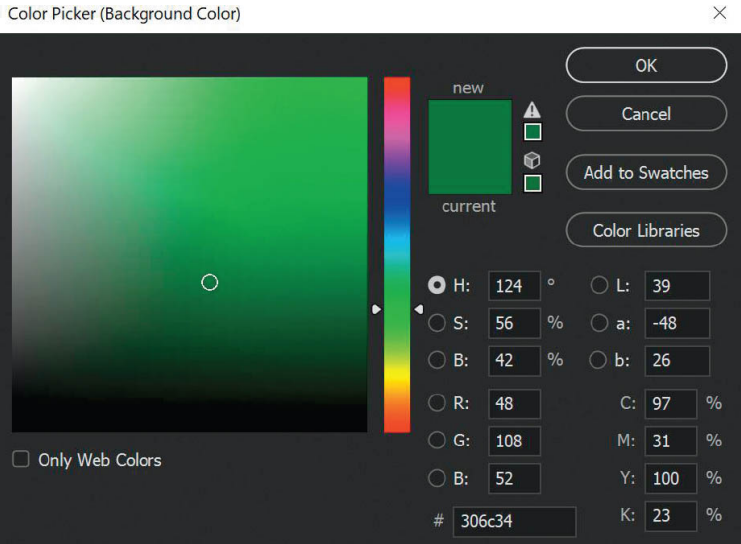 Color Picker (Background Color)
new
current
OK
Cancel
Add to Swatches
Color Libraries
H: 124 °
S: 56 %
B: 42 %
R: 48
G: 108
B: 52
# 306c34
L: 39
a: -48
b: 26
C: 97 %
M: 31 %
Y: 100 %
K: 23 %
Only Web Colors